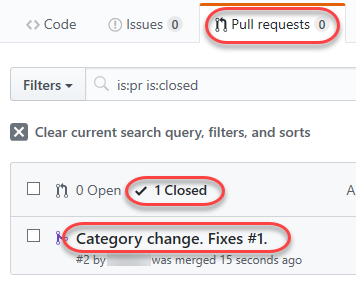 Code Issues 0 Pull requests 0
Filters is:pr is:closed
Clear current search query, filters, and sorts
0 Open 1 Closed A
Category change. Fixes #1.
#2 by was merged 15 seconds ago